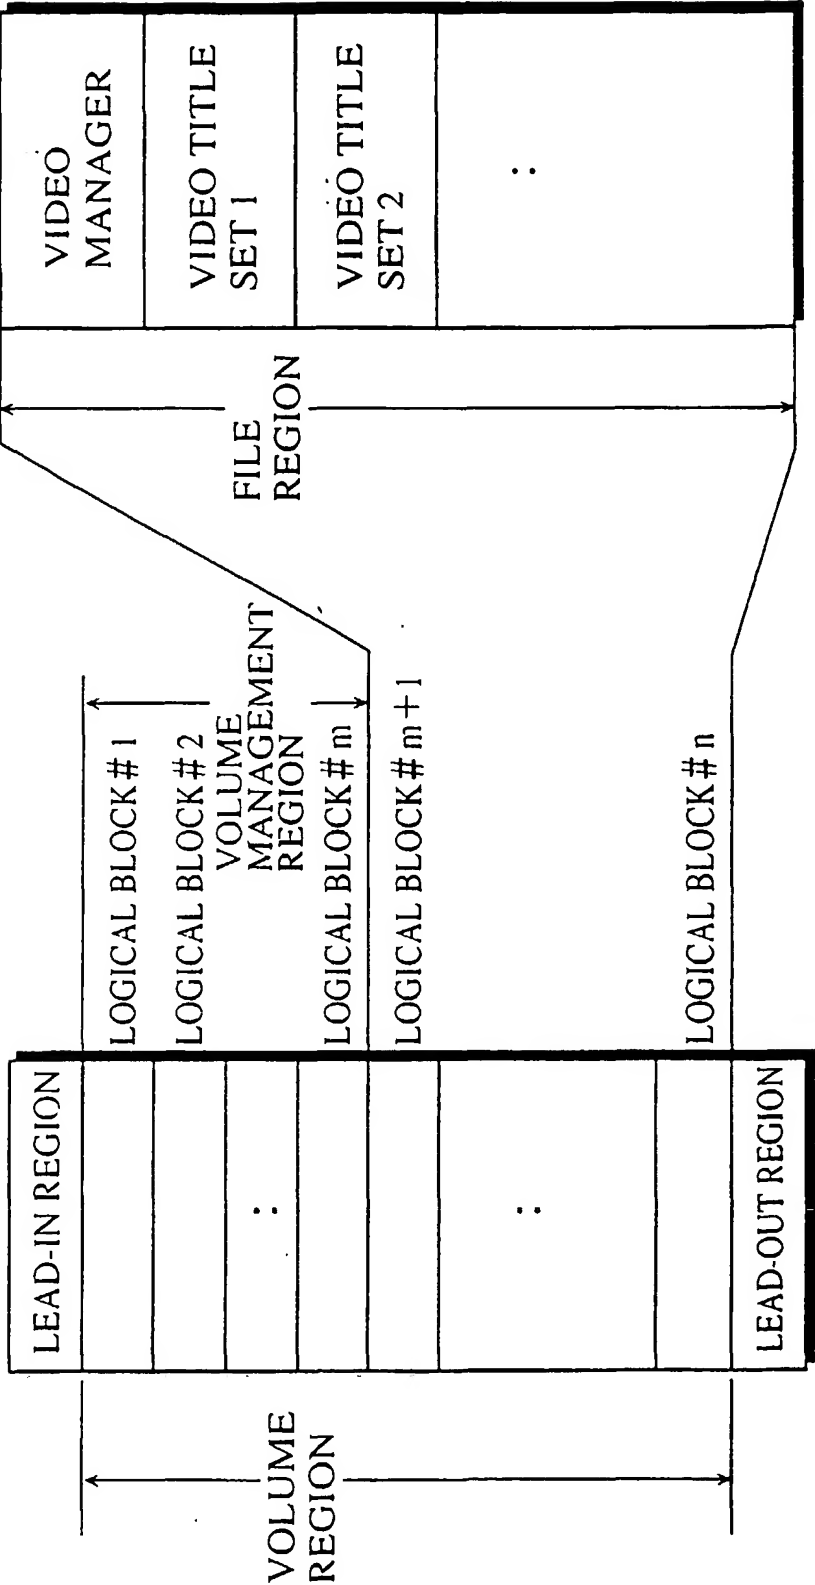 VOLUME
REGION
LEAD-IN REGION
:
:
LEAD-OUT REGION
LOGICAL BLOCK#1
LOGICAL BLOCK#2
VOLUME
MANAGEMENT
REGION
LOGICAL BLOCK#m
LOGICAL BLOCK#m+1
LOGICAL BLOCK#n
FILE
REGION
VIDEO
MANAGER
VIDEO TITLE
SET 1
VIDEO TITLE
SET 2
: